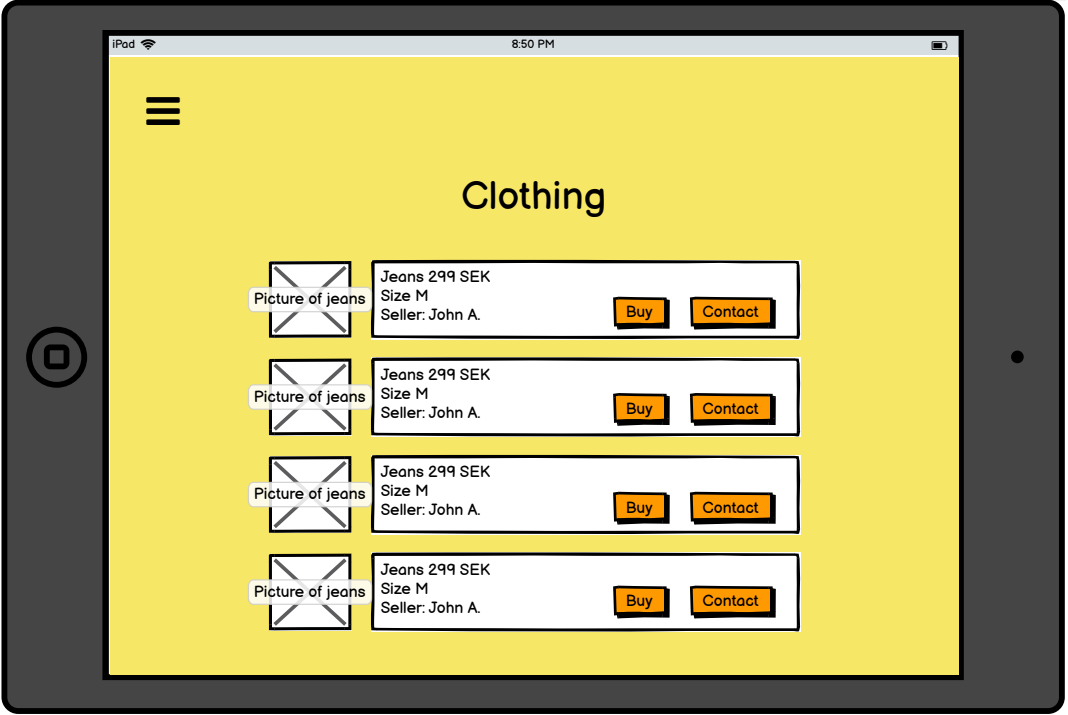 iPad 8:50 PM
Clothing
Picture of jeans
Jeans 299 SEK
Size M
Seller: John A.
Buy Contact
Picture of jeans
Jeans 299 SEK
Size M
Seller: John A.
Buy Contact
Picture of jeans
Jeans 299 SEK
Size M
Seller: John A.
Buy Contact
Picture of jeans
Jeans 299 SEK
Size M
Seller: John A.
Buy Contact